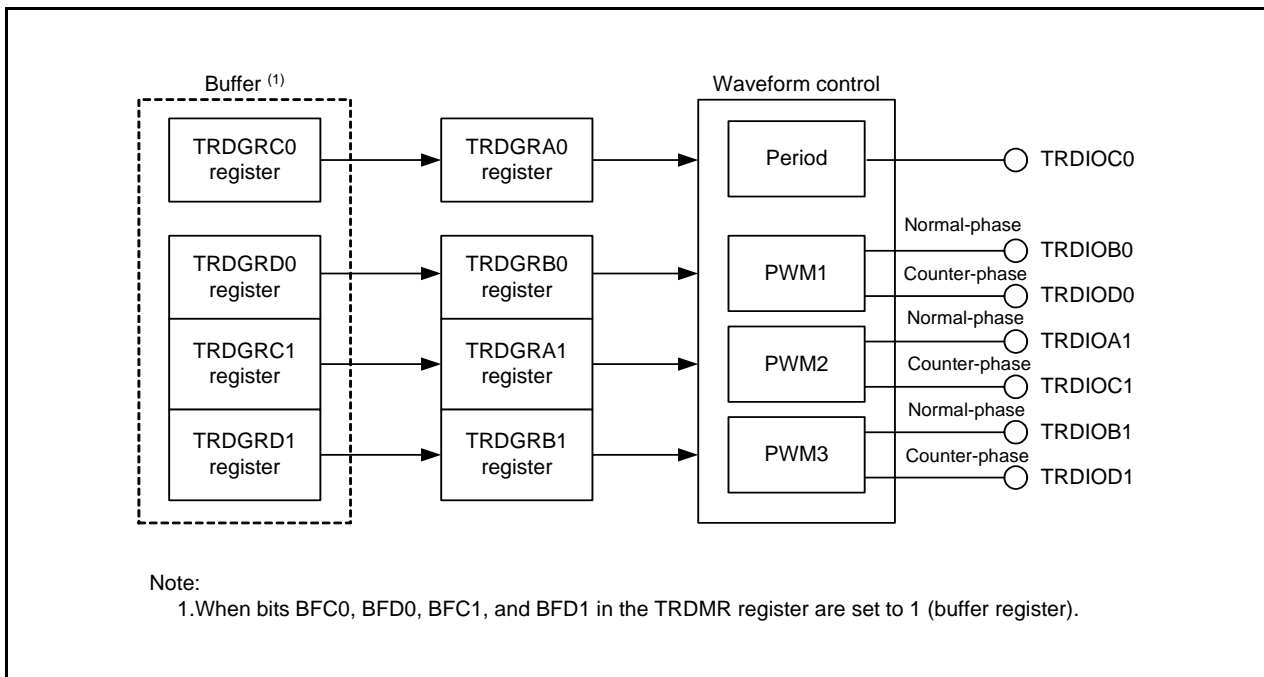 Buffer (1)
Waveform control
TRDGRC0
register
TRDGRA0
register
Period
TRDIOC0
TRDGRD0
register
TRDGRB0
register
PWM1
Normal-phase
TRDIOB0
Counter-phase
TRDIOD0
TRDGRC1
register
TRDGRA1
register
PWM2
Normal-phase
TRDIOA1
Counter-phase
TRDIOC1
TRDGRD1
register
TRDGRB1
register
PWM3
Normal-phase
TRDIOB1
Counter-phase
TRDIOD1
Note:
1.When bits BFC0, BFD0, BFC1, and BFD1 in the TRDMR register are set to 1 (buffer register).